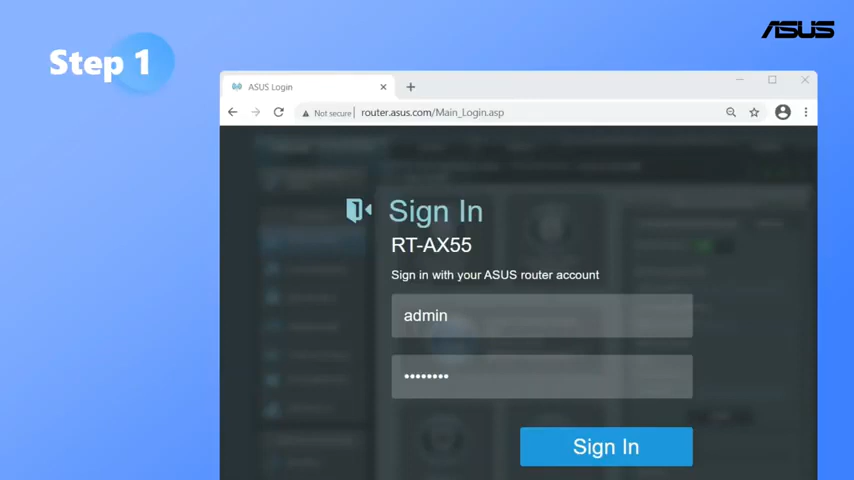 ASUS
Step 1
ASUS Login
Not secure
router.asus.com/Main_Login.asp
Sign In
RT-AX55
Sign in with your ASUS router account
admin
••••••••
Sign In